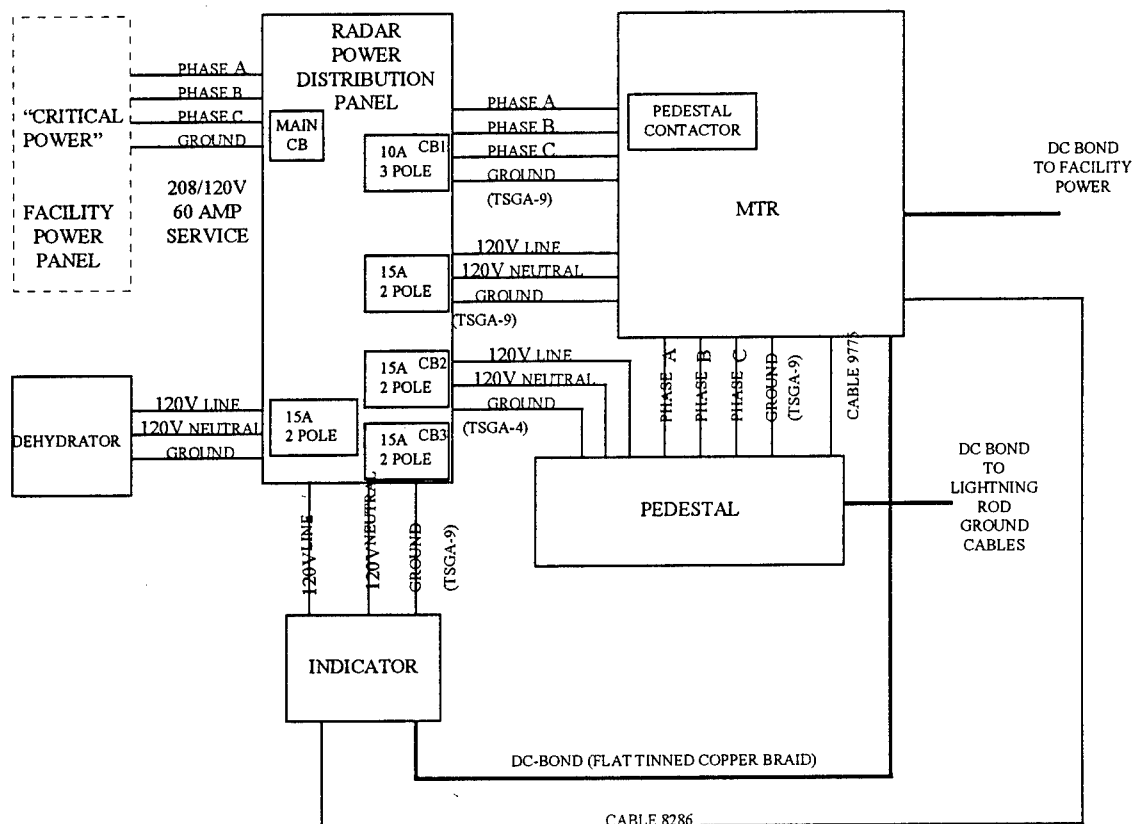 RADAR
POWER
DISTRIBUTION
PANEL
"CRITICAL
POWER"
FACILITY
POWER
PANEL
PHASE A
PHASE B
PHASE C
GROUND
208/120V
60 AMP
SERVICE
MAIN
CB
10A CB1
3 POLE
15A
2 POLE
15A CB2
2 POLE
15A CB3
2 POLE
15A
2 POLE
PHASE A
PHASE B
PHASE C
GROUND
(TSGA-9)
120V LINE
120V NEUTRAL
GROUND
(TSGA-9)
120V LINE
120V NEUTRAL
GROUND
(TSGA-4)
PEDESTAL
CONTACTOR
MTR
DC BOND
TO FACILITY
POWER
DEHYDRATOR
120V LINE
120V NEUTRAL
GROUND
PHASE A
PHASE B
PHASE C
GROUND
(TSGA-9)
CABLE 9775
PEDESTAL
DC BOND
TO
LIGHTNING
ROD
GROUND
CABLES
120V LINE
120V NEUTRAL
GROUND
(TSGA-9)
INDICATOR
DC-BOND (FLAT TINNED COPPER BRAID)
CABLE 8286